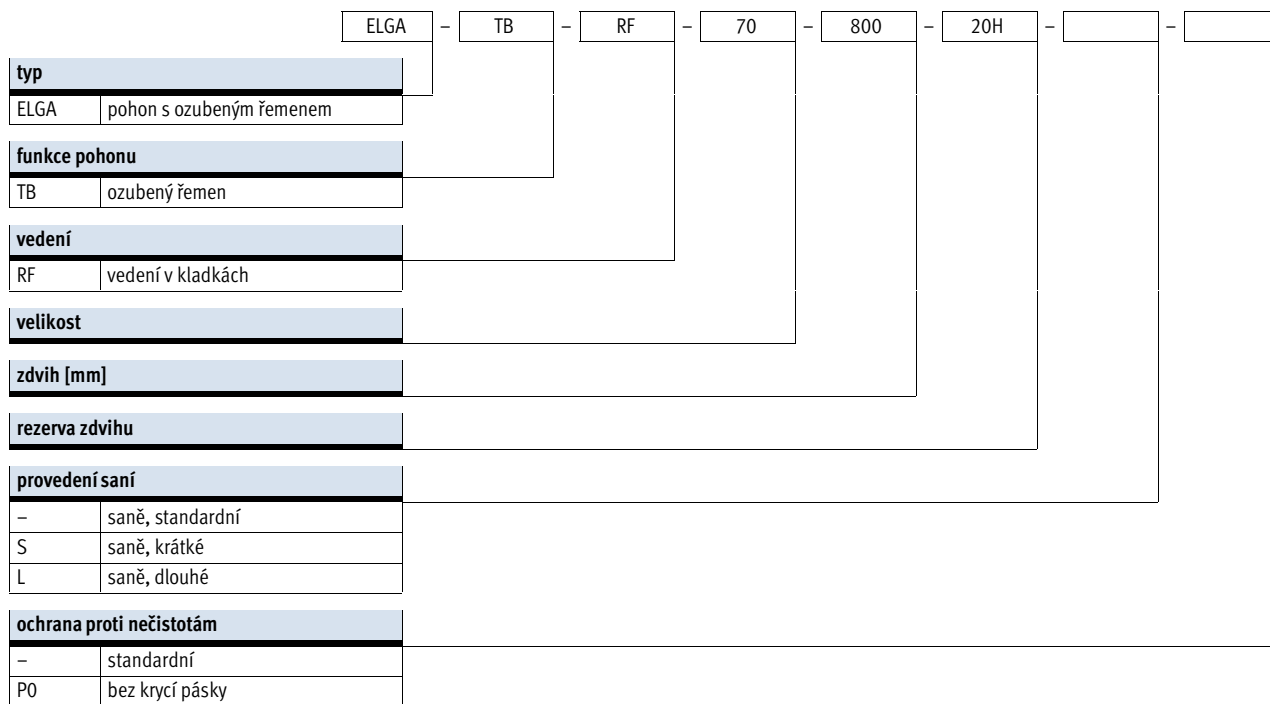 ELGA – TB – RF – 70 – 800 – 20H – –
typ
ELGA pohon s ozubeným řemenem
funkce pohonu
TB ozubený řemen
vedení
RF vedení v kladkách
velikost
zdvih [mm]
rezerva zdvihu
provedení saní
– saně, standardní
S saně, krátké
L saně, dlouhé
ochrana proti nečistotám
– standardní
P0 bez krycí pásky